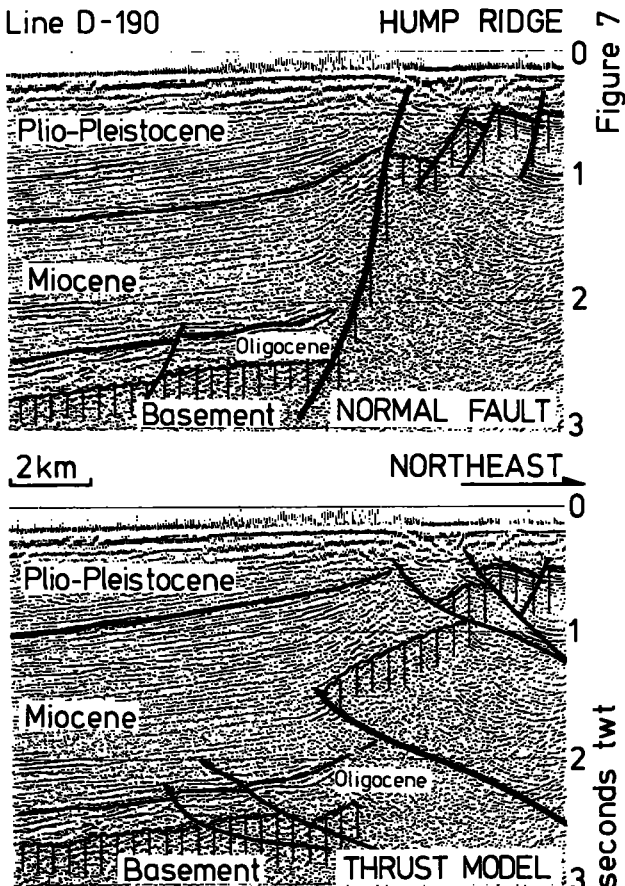 Line D-190 HUMP RIDGE
0
Figure 7
Plio-Pleistocene
1
Miocene
2
Oligocene
Basement NORMAL FAULT 3
2km NORTHEAST
0
Plio-Pleistocene
1
Miocene
2
Oligocene
seconds twt
Basement THRUST MODEL 3